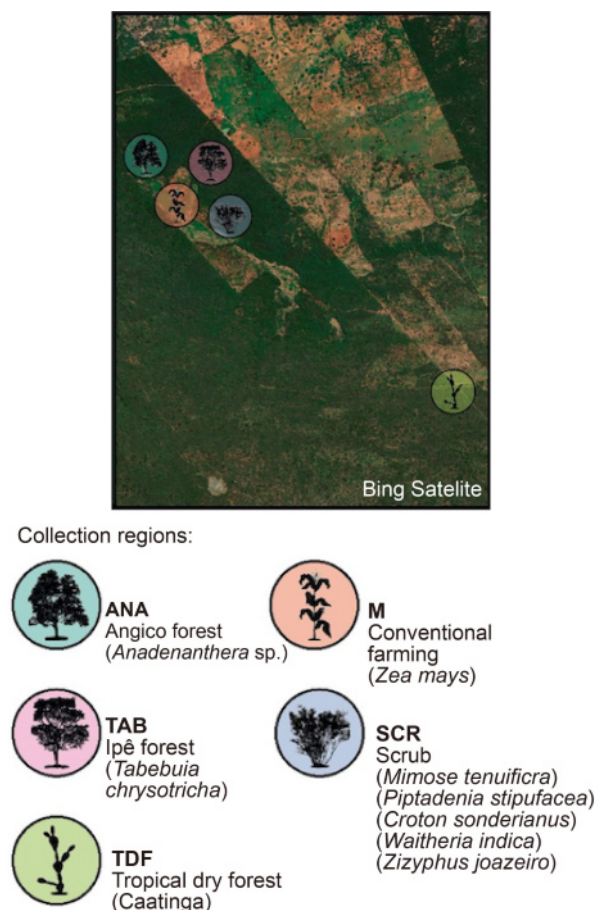 Bing Satellite
Collection regions:
ANA
Angico forest
(Anadenanthera sp.)
M
Conventional
farming
(Zea mays)
TAB
Ipê forest
(Tabebuia
chrysotricha)
SCR
Scrub
(Mimose tenuificra)
(Piptadenia stipufacea)
(Croton sonderianus)
(Waitheria indica)
(Zizyphus joazeiro)
TDF
Tropical dry forest
(Caatinga)